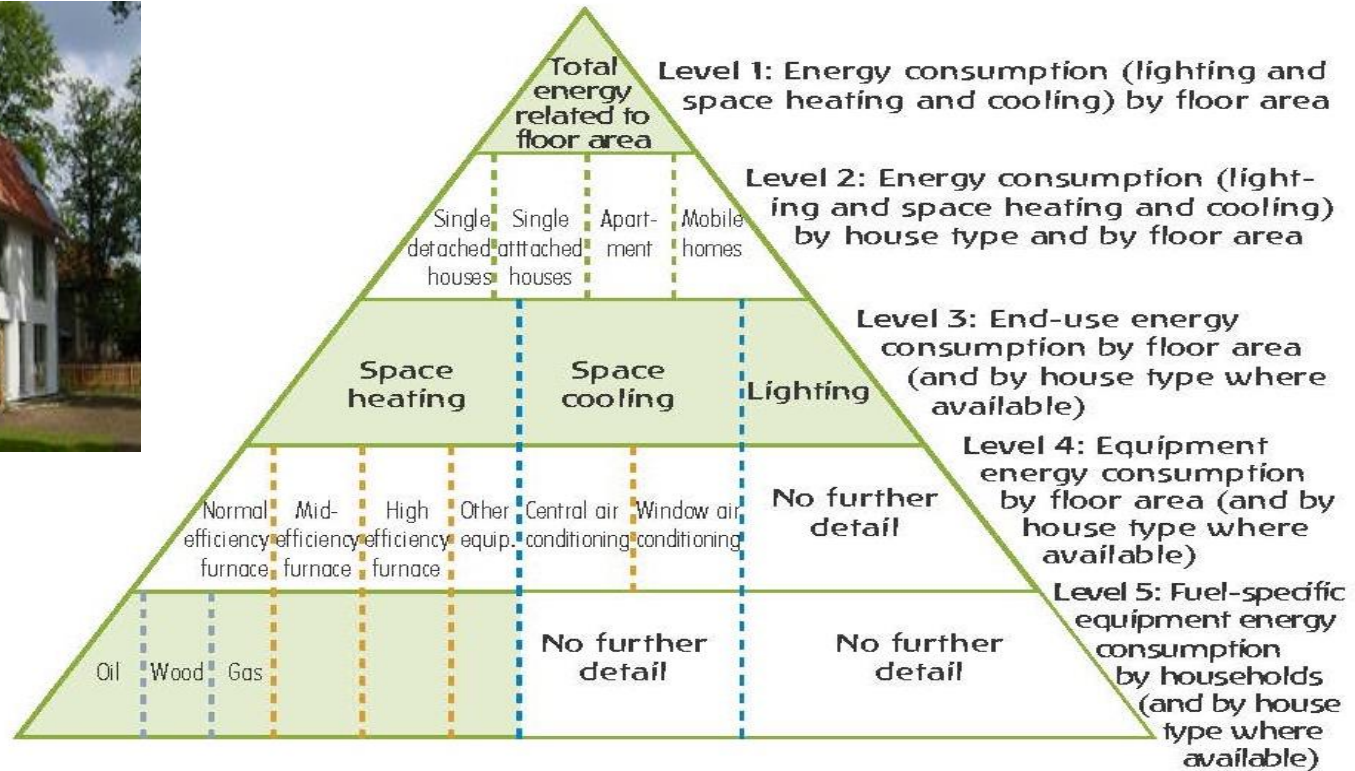 Total
energy
related to
floor area
Level 1: Energy consumption (lighting and
space heating and cooling) by floor area
Single
detached
houses
Single
atttached
houses
Apart-
ment
Mobile
homes
Level 2: Energy consumption (light-
ing and space heating and cooling)
by house type and by floor area
Space
heating
Space
cooling
Lighting
Level 3: End-use energy
consumption by floor area
(and by house type where
available)
Normal
efficiency
furnace
Mid-
efficiency
furnace
High
efficiency
furnace
Other
equip.
Central air
conditioning
Window air
conditioning
No further
detail
Level 4: Equipment
energy consumption
by floor area (and by
house type where
available)
Oil
Wood
Gas
No further
detail
No further
detail
Level 5: Fuel-specific
equipment energy
consumption
by households
(and by house
type where
available)